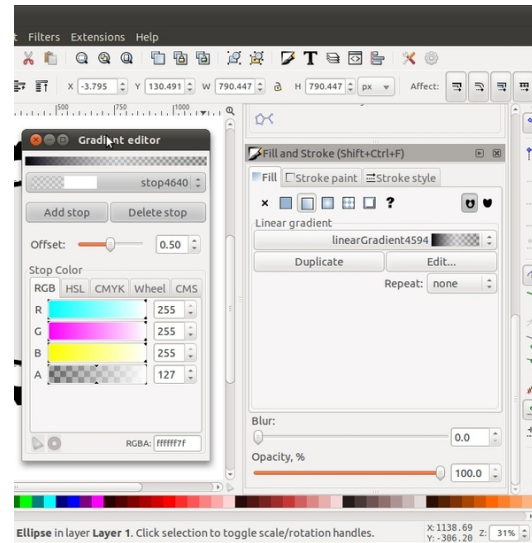 Filters Extensions Help
X -3.795 Y 130.491 W 790.447 H 790.447 px Affect:
500 750 1000
Gradient editor
stop4640
Add stop Delete stop
Offset: 0.50
Stop Color
RGB HSL CMYK Wheel CMS
R 255
G 255
B 255
A 127
RGBA: ffffff7f
Fill and Stroke (Shift+Ctrl+F)
Fill Stroke paint Stroke style
?
Linear gradient
linearGradient4594
Duplicate Edit...
Repeat: none
Blur:
0.0
Opacity, %
100.0
Ellipse in layer Layer 1. Click selection to toggle scale/rotation handles.
X:1138.69
Y:-306.20
Z: 31%